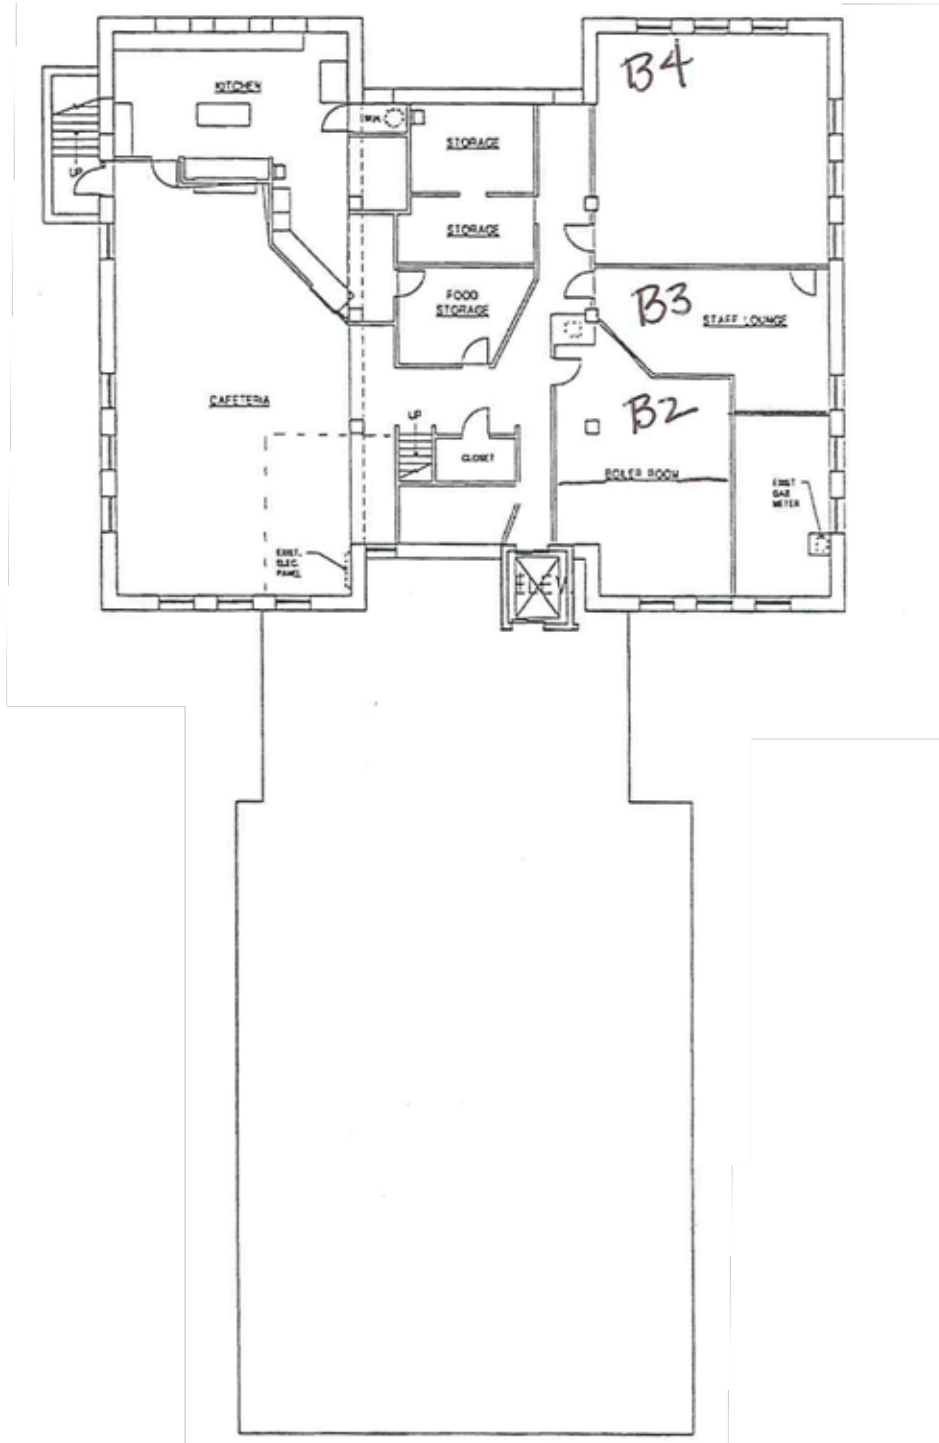 B4
KITCHEN
W.H.
STORAGE
UP
STORAGE
FOOD
STORAGE
B3
STAFF LOUNGE
CAFETERIA
B2
UP
CLOSET
BOILER ROOM
EXIST
GAS
METER
EXIST.
ELEC.
PANEL
ELEV